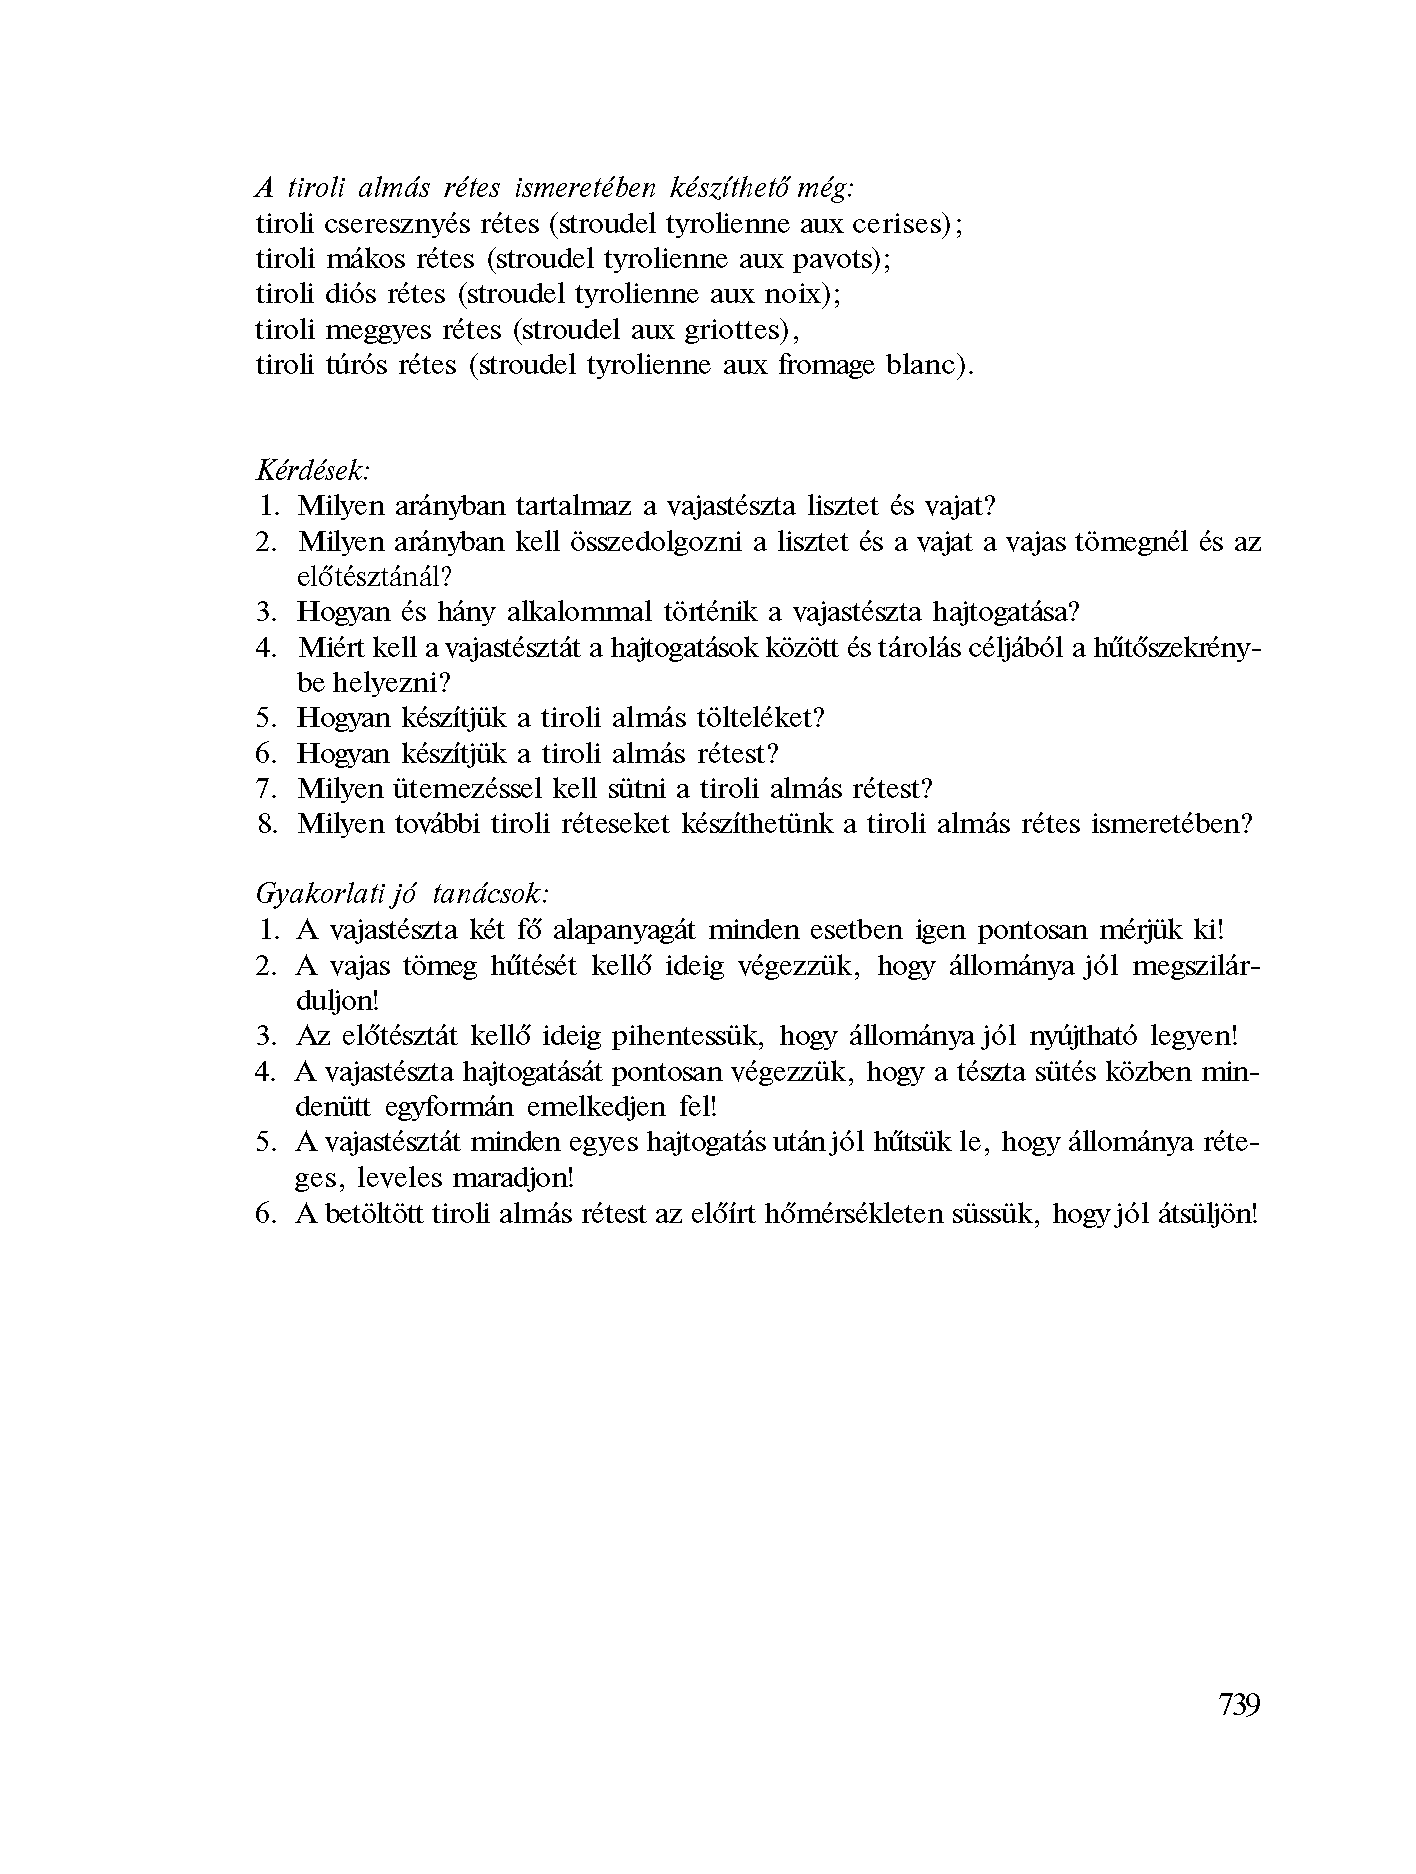 A tiroli almás rétes ismeretében készíthető még:
tiroli cseresznyés rétes (stroudel tyrolienne aux cerises);
tiroli mákos rétes (stroudel tyrolienne aux pavots);
tiroli diós rétes (stroudel tyrolienne aux noix);
tiroli meggyes rétes (stroudel aux griottes),
tiroli túrós rétes (stroudel tyrolienne aux fromage blanc).
Kérdések:
1. Milyen arányban tartalmaz a vajastészta lisztet és vajat?
2. Milyen arányban kell összedolgozni a lisztet és a vajat a vajas tömegnél és az
előtésztánál?
3. Hogyan és hány alkalommal történik a vajastészta hajtogatása?
4. Miért kell a vajastésztát a hajtogatások között és tárolás céljából a hűtőszekrény-
be helyezni?
5. Hogyan készítjük a tiroli almás tölteléket?
6. Hogyan készítjük a tiroli almás rétest?
7. Milyen ütemezéssel kell sütni a tiroli almás rétest?
8. Milyen további tiroli réteseket készíthetünk a tiroli almás rétes ismeretében?
Gyakorlati jó tanácsok:
1. A vajastészta két fő alapanyagát minden esetben igen pontosan mérjük ki!
2. A vajas tömeg hűtését kellő ideig végezzük, hogy állománya jól megszilár-
duljon!
3. Az előtésztát kellő ideig pihentessük, hogy állománya jól nyújtható legyen!
4. A vajastészta hajtogatását pontosan végezzük, hogy a tészta sütés közben min-
denütt egyformán emelkedjen fel!
5. A vajastésztát minden egyes hajtogatás után jól hűtsük le, hogy állománya réte-
ges, leveles maradjon!
6. A betöltött tiroli almás rétest az előírt hőmérsékleten süssük, hogy jól átsüljön!
739